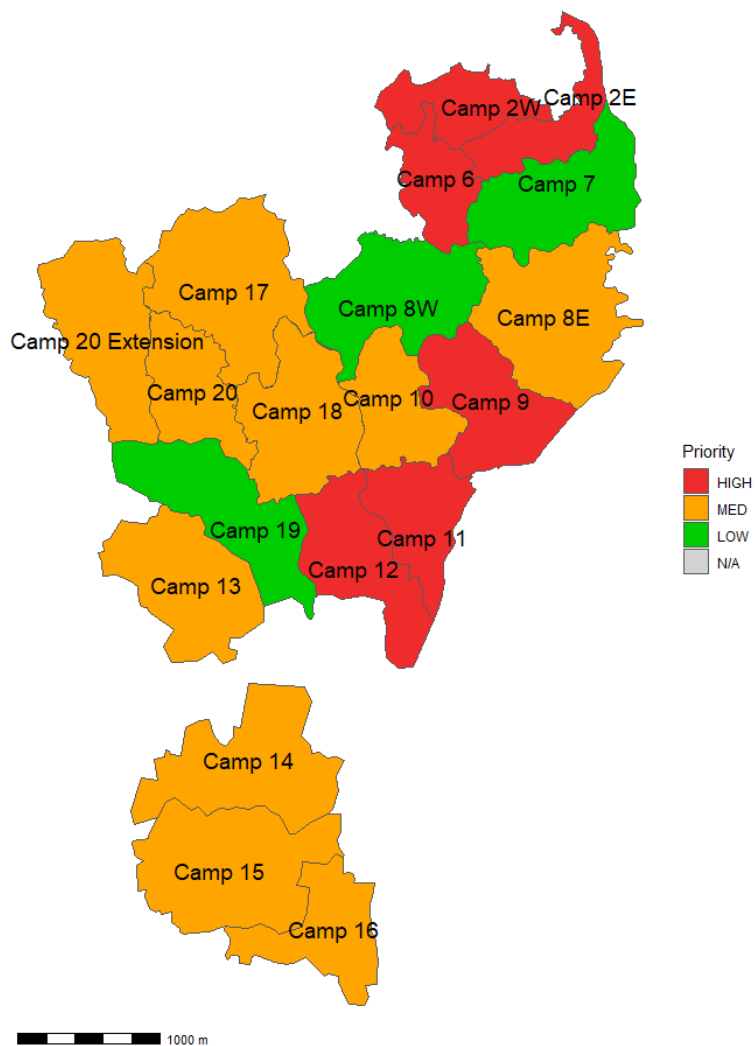 Camp 2E
Camp 2W
Camp 6
Camp 7
Camp 17
Camp 8W
Camp 8E
Camp 20 Extension
Camp 20
Camp 18
Camp 10
Camp 9
Priority
HIGH
MED
LOW
N/A
Camp 19
Camp 11
Camp 12
Camp 13
Camp 14
Camp 15
Camp 16
1000 m